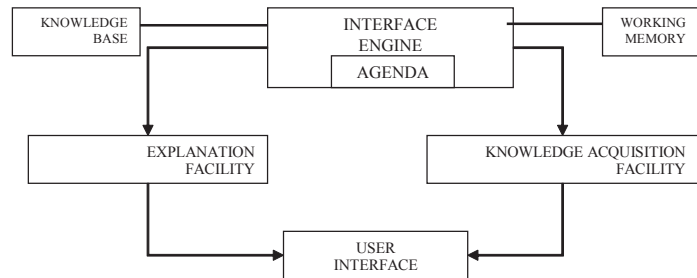 KNOWLEDGE
BASE
INTERFACE
ENGINE
AGENDA
WORKING
MEMORY
EXPLANATION
FACILITY
KNOWLEDGE ACQUISITION
FACILITY
USER
INTERFACE